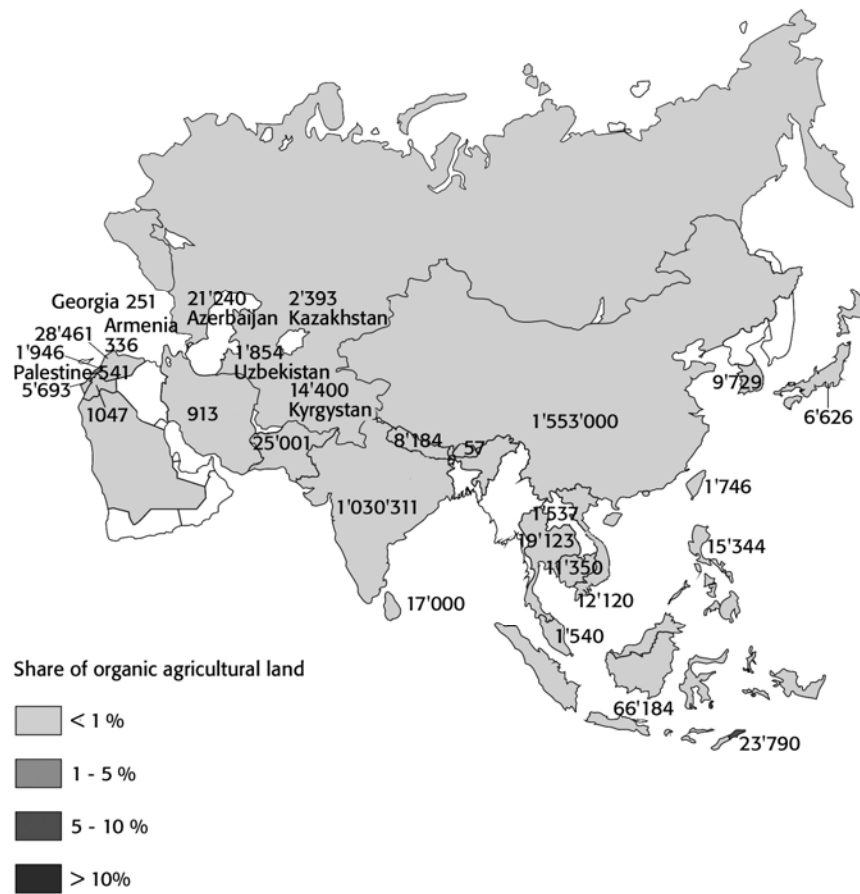 Georgia 251
21'240
Azerbaijan
2'393
Kazakhstan
28'461
Armenia
336
1'946
Palestine 541
5'693
1047
1'854
Uzbekistan
14'400
Kyrgystan
913
25'001
8'184
57
1'553'000
9'729
6'626
1'030'311
1'746
1'537
19'123
11'350
12'120
15'344
17'000
1'540
66'184
23'790
Share of organic agricultural land
< 1 %
1 - 5 %
5 - 10 %
> 10%